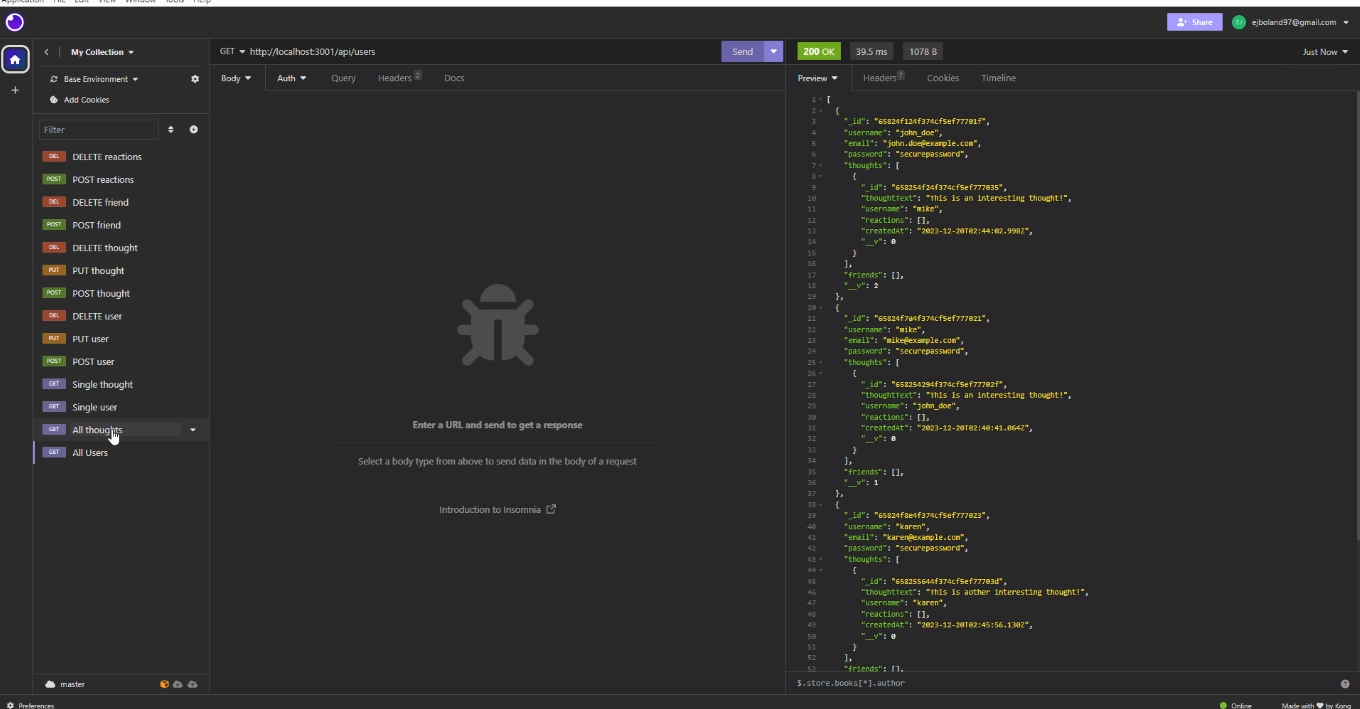 Application File Edit View Window Tools Help
Share
ejboland97@gmail.com
My Collection
Base Environment
Add Cookies
Filter
DEL DELETE reactions
POST POST reactions
DEL DELETE friend
POST POST friend
DEL DELETE thought
PUT PUT thought
POST POST thought
DEL DELETE user
PUT PUT user
POST POST user
GET Single thought
GET Single user
GET All thoughts
GET All Users
master
Preferences
GET http://localhost:3001/api/users
Send
Body Auth Query Headers 2 Docs
Enter a URL and send to get a response
Select a body type from above to send data in the body of a request
Introduction to Insomnia
200 OK 39.5 ms 1078 B Just Now
Preview Headers 7 Cookies Timeline
1 [
2 {
3 "_id": "65824f124f374cf5ef77701f",
4 "username": "john_doe",
5 "email": "john.doe@example.com",
6 "password": "securepassword",
7 "thoughts": [
8 {
9 "_id": "658254f24f374cf5ef777035",
10 "thoughtText": "This is an interesting thought!",
11 "username": "mike",
12 "reactions": [],
13 "createdAt": "2023-12-20T02:44:02.998Z",
14 "__v": 0
15 }
16 ],
17 "friends": [],
18 "__v": 2
19 },
20 {
21 "_id": "65824f7a4f374cf5ef777021",
22 "username": "mike",
23 "email": "mike@example.com",
24 "password": "securepassword",
25 "thoughts": [
26 {
27 "_id": "658254294f374cf5ef77702f",
28 "thoughtText": "This is an interesting thought!",
29 "username": "john_doe",
30 "reactions": [],
31 "createdAt": "2023-12-20T02:40:41.064Z",
32 "__v": 0
33 }
34 ],
35 "friends": [],
36 "__v": 1
37 },
38 {
39 "_id": "65824f8e4f374cf5ef777023",
40 "username": "karen",
41 "email": "karen@example.com",
42 "password": "securepassword",
43 "thoughts": [
44 {
45 "_id": "658255644f374cf5ef77703d",
46 "thoughtText": "This is aother interesting thought!",
47 "username": "karen",
48 "reactions": [],
49 "createdAt": "2023-12-20T02:45:56.130Z",
50 "__v": 0
51 }
52 ],
53 "friends": [],
$.store.books[*].author
Online Made with ❤ by Kong